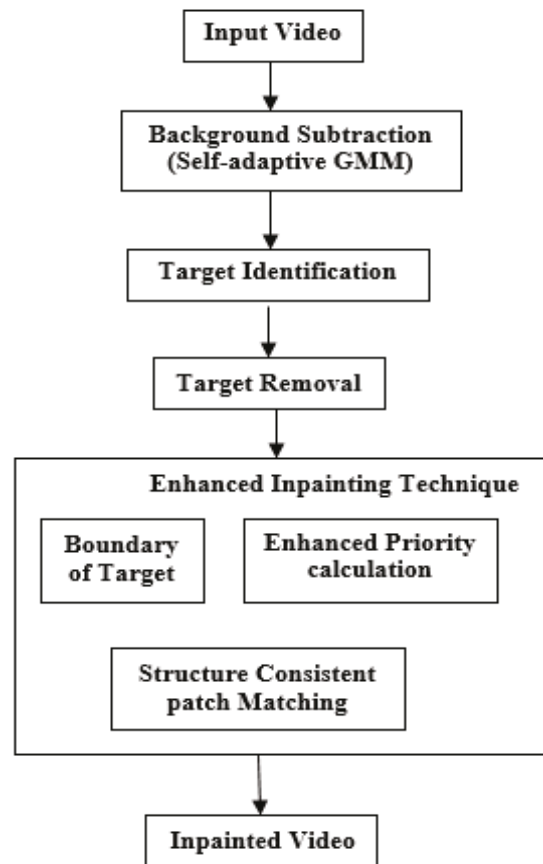 Input Video
Background Subtraction
(Self-adaptive GMM)
Target Identification
Target Removal
Enhanced Inpainting Technique
Boundary
of Target
Enhanced Priority
calculation
Structure Consistent
patch Matching
Inpainted Video